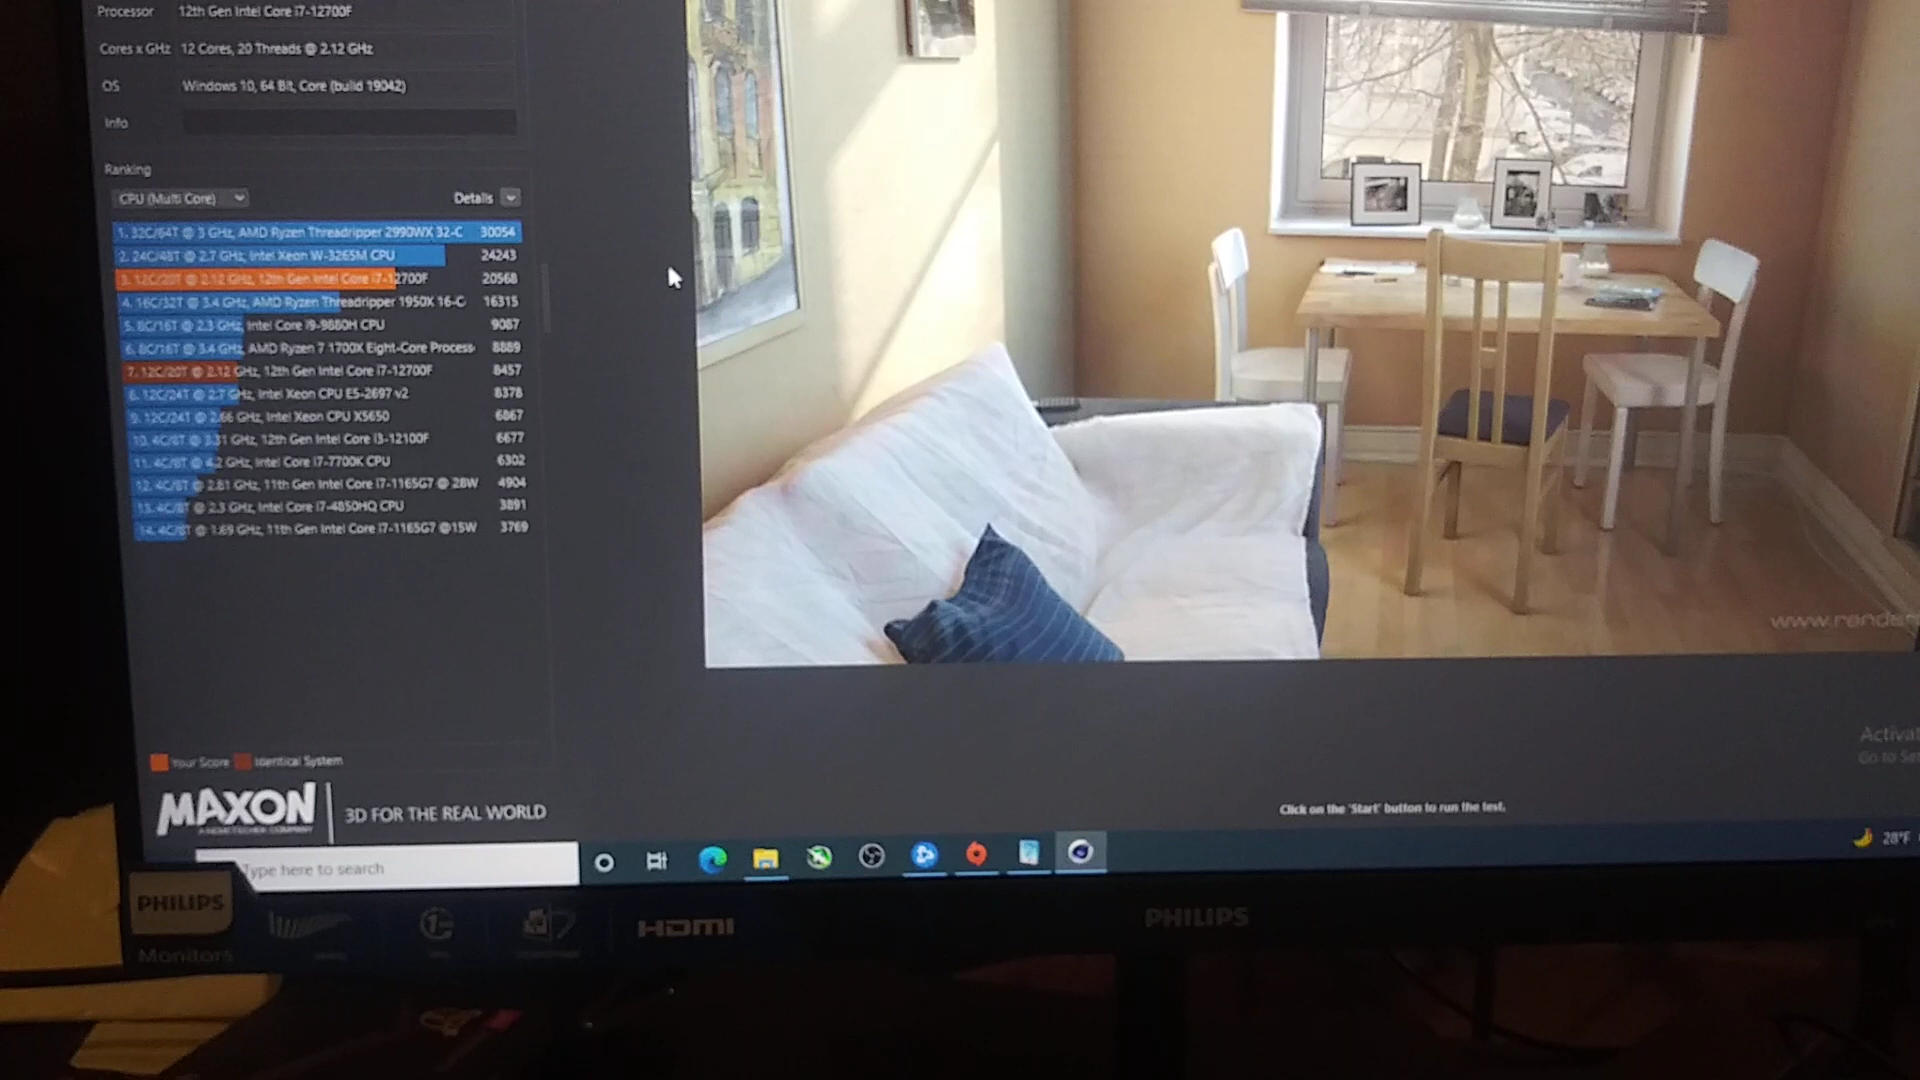 Processor 12th Gen Intel Core i7-12700F
Cores x GHz 12 Cores, 20 Threads @ 2.12 GHz
OS Windows 10, 64 Bit, Core (build 19042)
Info
Ranking
CPU (Multi Core) Details
1. 32C/64T @ 3 GHz, AMD Ryzen Threadripper 2990WX 32-C 30054
2. 24C/48T @ 2.7 GHz, Intel Xeon W-3265M CPU 24243
3. 12C/20T @ 2.12 GHz, 12th Gen Intel Core i7-12700F 20568
4. 16C/32T @ 3.4 GHz, AMD Ryzen Threadripper 1950X 16-C 16315
5. 8C/16T @ 2.3 GHz, Intel Core i9-9880H CPU 9087
6. 8C/16T @ 3.4 GHz, AMD Ryzen 7 1700X Eight-Core Process 8889
7. 12C/20T @ 2.12 GHz, 12th Gen Intel Core i7-12700F 8457
8. 12C/24T @ 2.7 GHz, Intel Xeon CPU E5-2697 v2 8378
9. 12C/24T @ 2.66 GHz, Intel Xeon CPU X5650 6867
10. 4C/8T @ 3.31 GHz, 12th Gen Intel Core i3-12100F 6677
11. 4C/8T @ 4.2 GHz, Intel Core i7-7700K CPU 6302
12. 4C/8T @ 2.81 GHz, 11th Gen Intel Core i7-1165G7 @ 28W 4904
13. 4C/8T @ 2.3 GHz, Intel Core i7-4850HQ CPU 3891
14. 4C/8T @ 1.69 GHz, 11th Gen Intel Core i7-1165G7 @15W 3769
www.render
Your Score Identical System
Activat
Go to Se
MAXON
A NEMETSCHEK COMPANY
3D FOR THE REAL WORLD
Click on the 'Start' button to run the test.
Type here to search
28°F
PHILIPS
Monitors
HDMI
PHILIPS